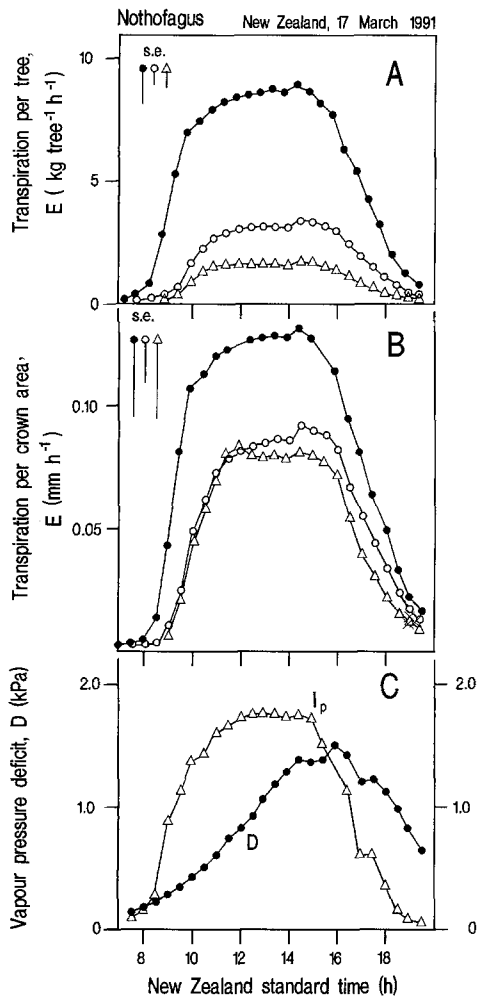 Nothofagus New Zealand, 17 March 1991
s.e.
A
10
5
0
Transpiration per tree,
E ( kg tree⁻¹ h⁻¹ )
s.e.
B
0.10
0.05
Transpiration per crown area,
E (mm h⁻¹)
C
2.0
1.0
0
Vapour pressure deficit, D (kPa)
Iₚ
D
2.0
1.0
0
8 10 12 14 16 18
New Zealand standard time (h)